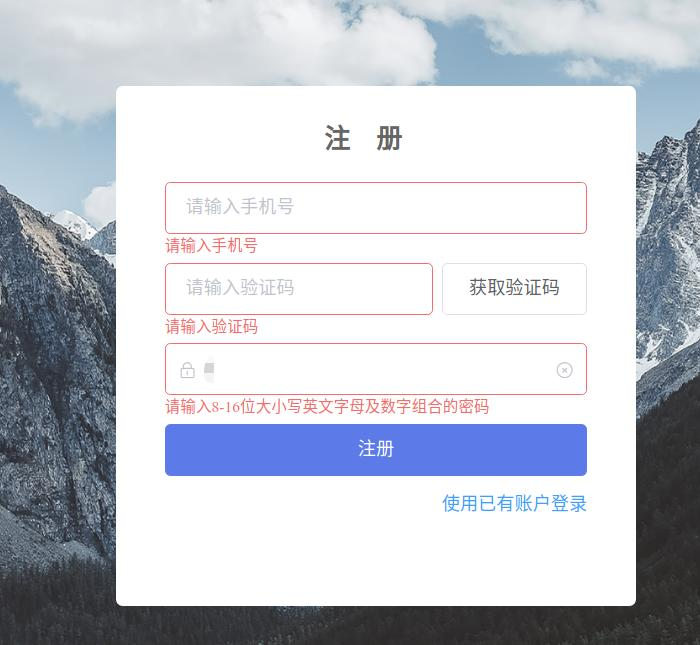 注 册
请输入手机号
请输入手机号
请输入验证码 获取验证码
请输入验证码
请输入8-16位大小写英文字母及数字组合的密码
注册
使用已有账户登录